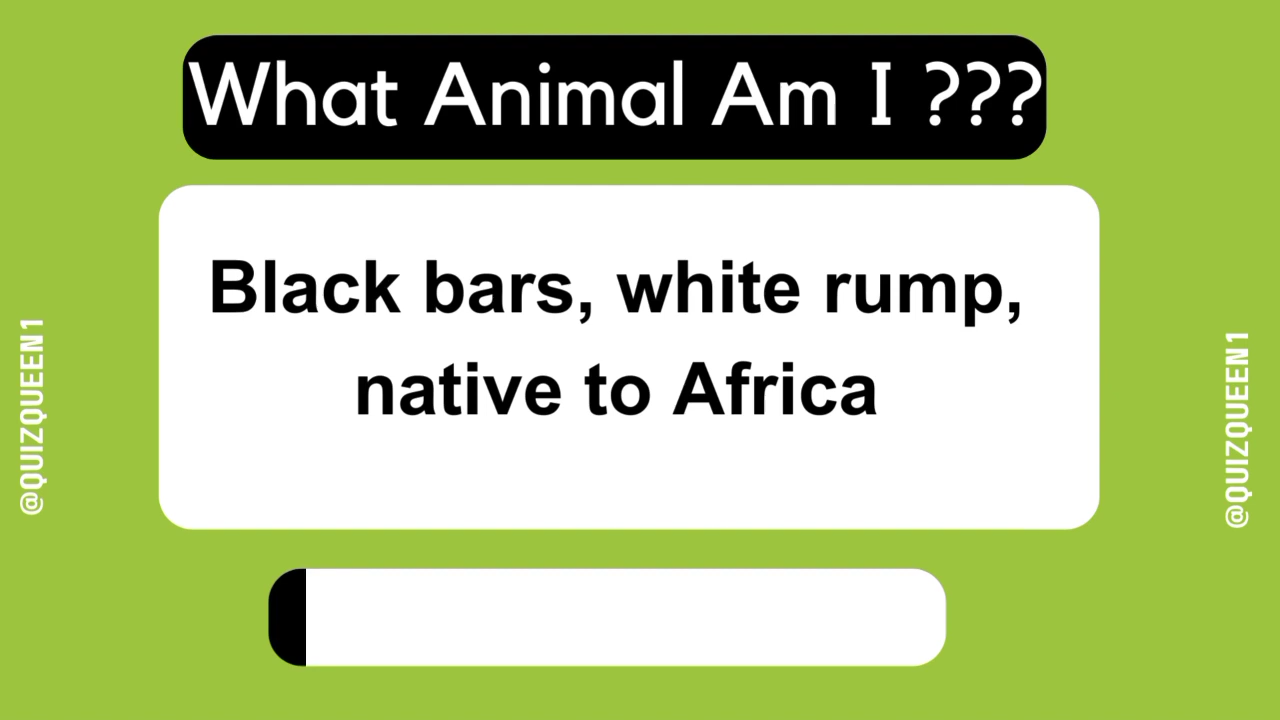 What Animal Am I ???
Black bars, white rump,
native to Africa
@QUIZQUEEN1
@QUIZQUEEN1